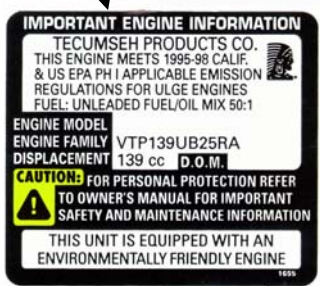 IMPORTANT ENGINE INFORMATION
TECUMSEH PRODUCTS CO.
THIS ENGINE MEETS 1995-98 CALIF.
& US EPA PH I APPLICABLE EMISSION
REGULATIONS FOR ULGE ENGINES
FUEL: UNLEADED FUEL/OIL MIX 50:1
ENGINE MODEL
ENGINE FAMILY VTP139UB25RA
DISPLACEMENT 139 cc D.O.M.
CAUTION: FOR PERSONAL PROTECTION REFER
TO OWNER'S MANUAL FOR IMPORTANT
SAFETY AND MAINTENANCE INFORMATION
THIS UNIT IS EQUIPPED WITH AN
ENVIRONMENTALLY FRIENDLY ENGINE
1655